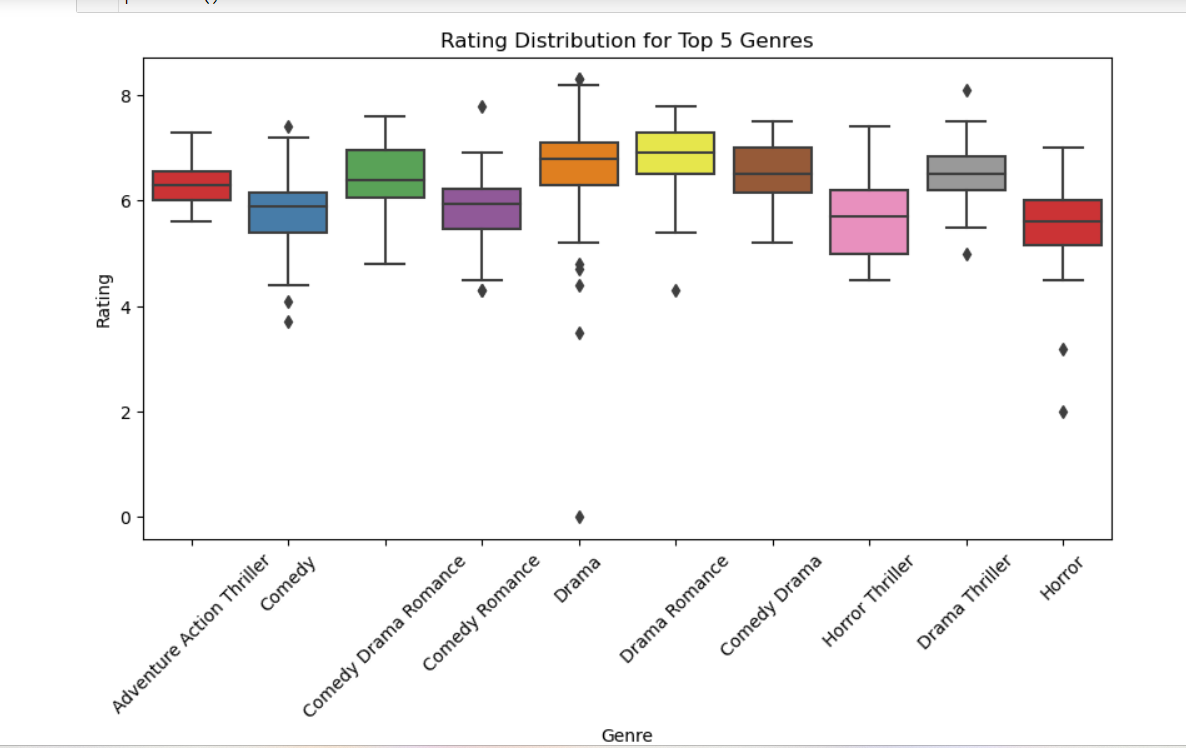 Rating Distribution for Top 5 Genres
Rating
8
6
4
2
0
Adventure Action Thriller
Comedy
Comedy Drama Romance
Comedy Romance
Drama
Drama Romance
Comedy Drama
Horror Thriller
Drama Thriller
Horror
Genre